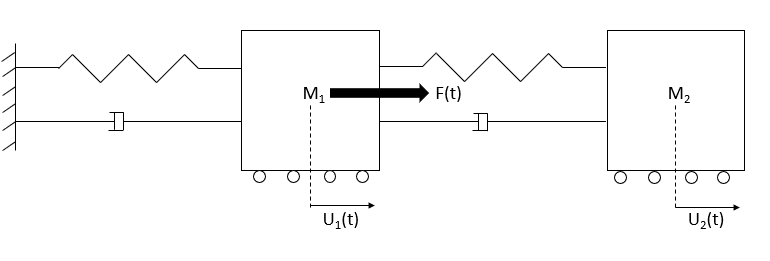 M₁ F(t) M₂
U₁(t) U₂(t)